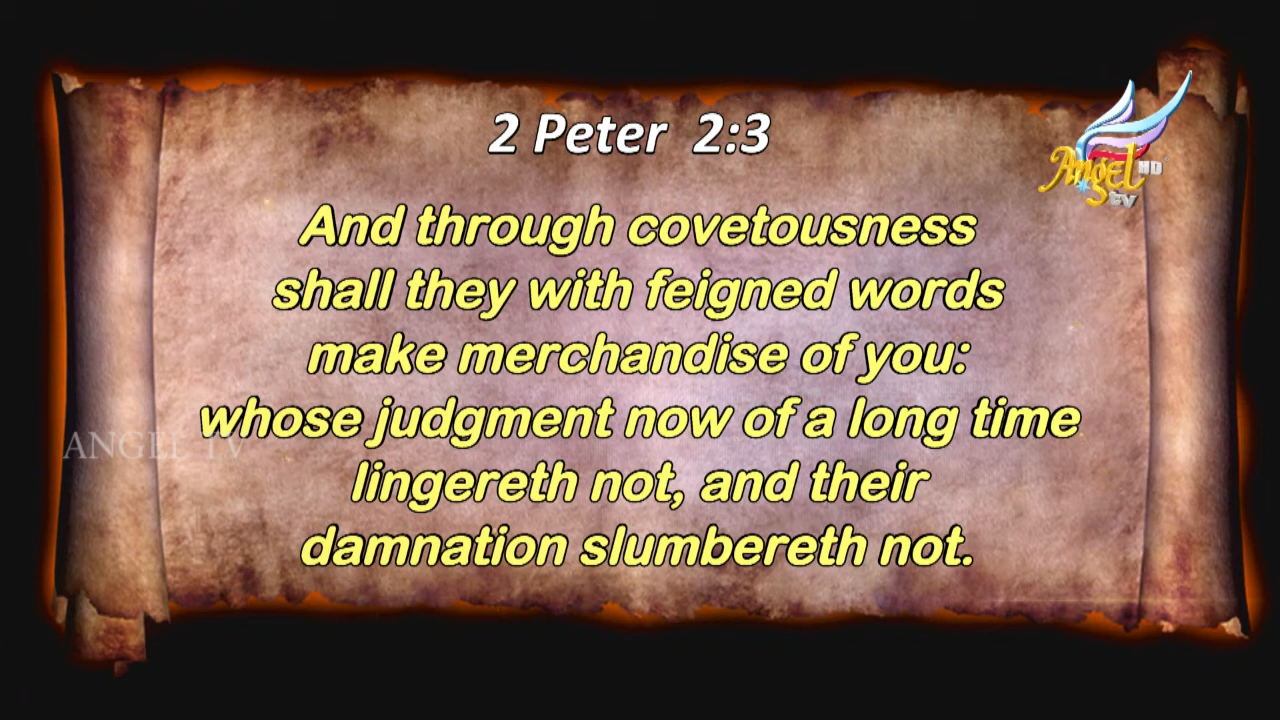 2 Peter 2:3
Angel HD
tv
And through covetousness
shall they with feigned words
make merchandise of you:
whose judgment now of a long time
ANGEL TV
lingereth not, and their
damnation slumbereth not.